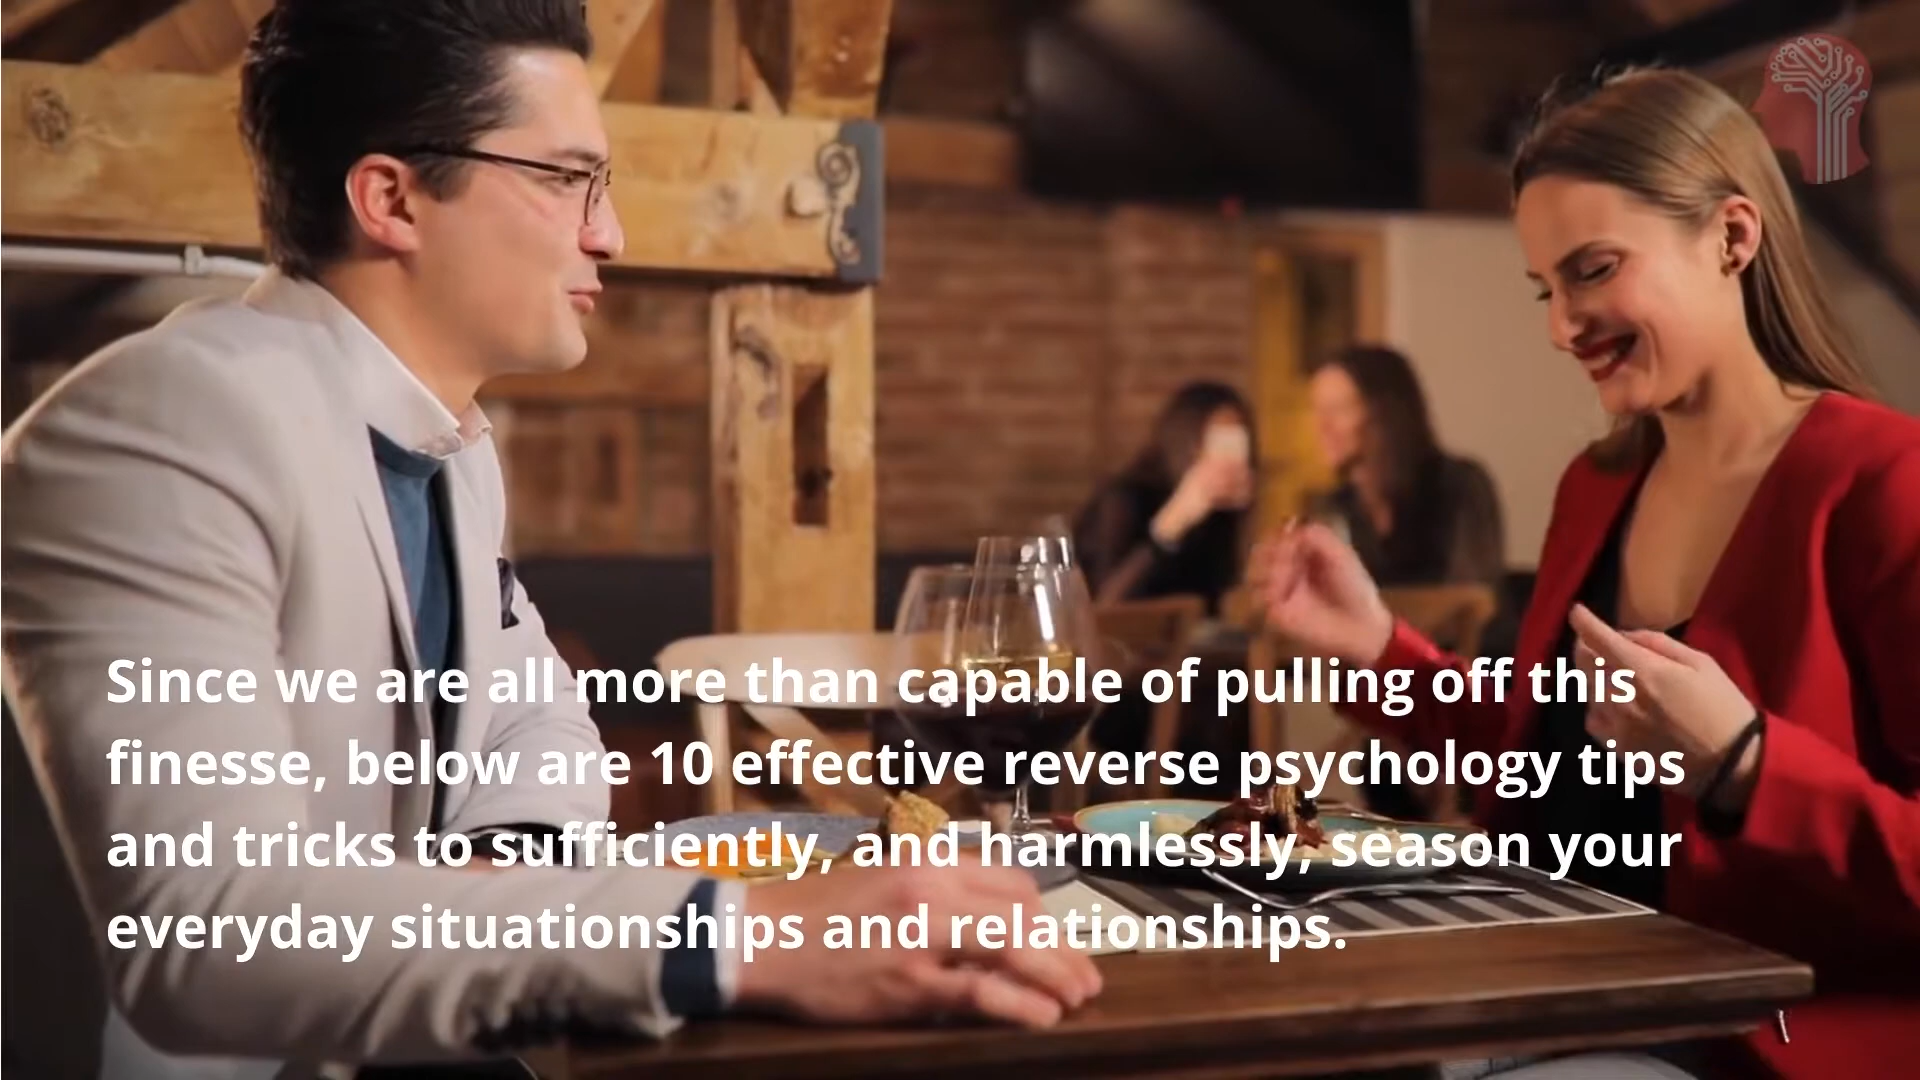 Since we are all more than capable of pulling off this
finesse, below are 10 effective reverse psychology tips
and tricks to sufficiently, and harmlessly, season your
everyday situationships and relationships.